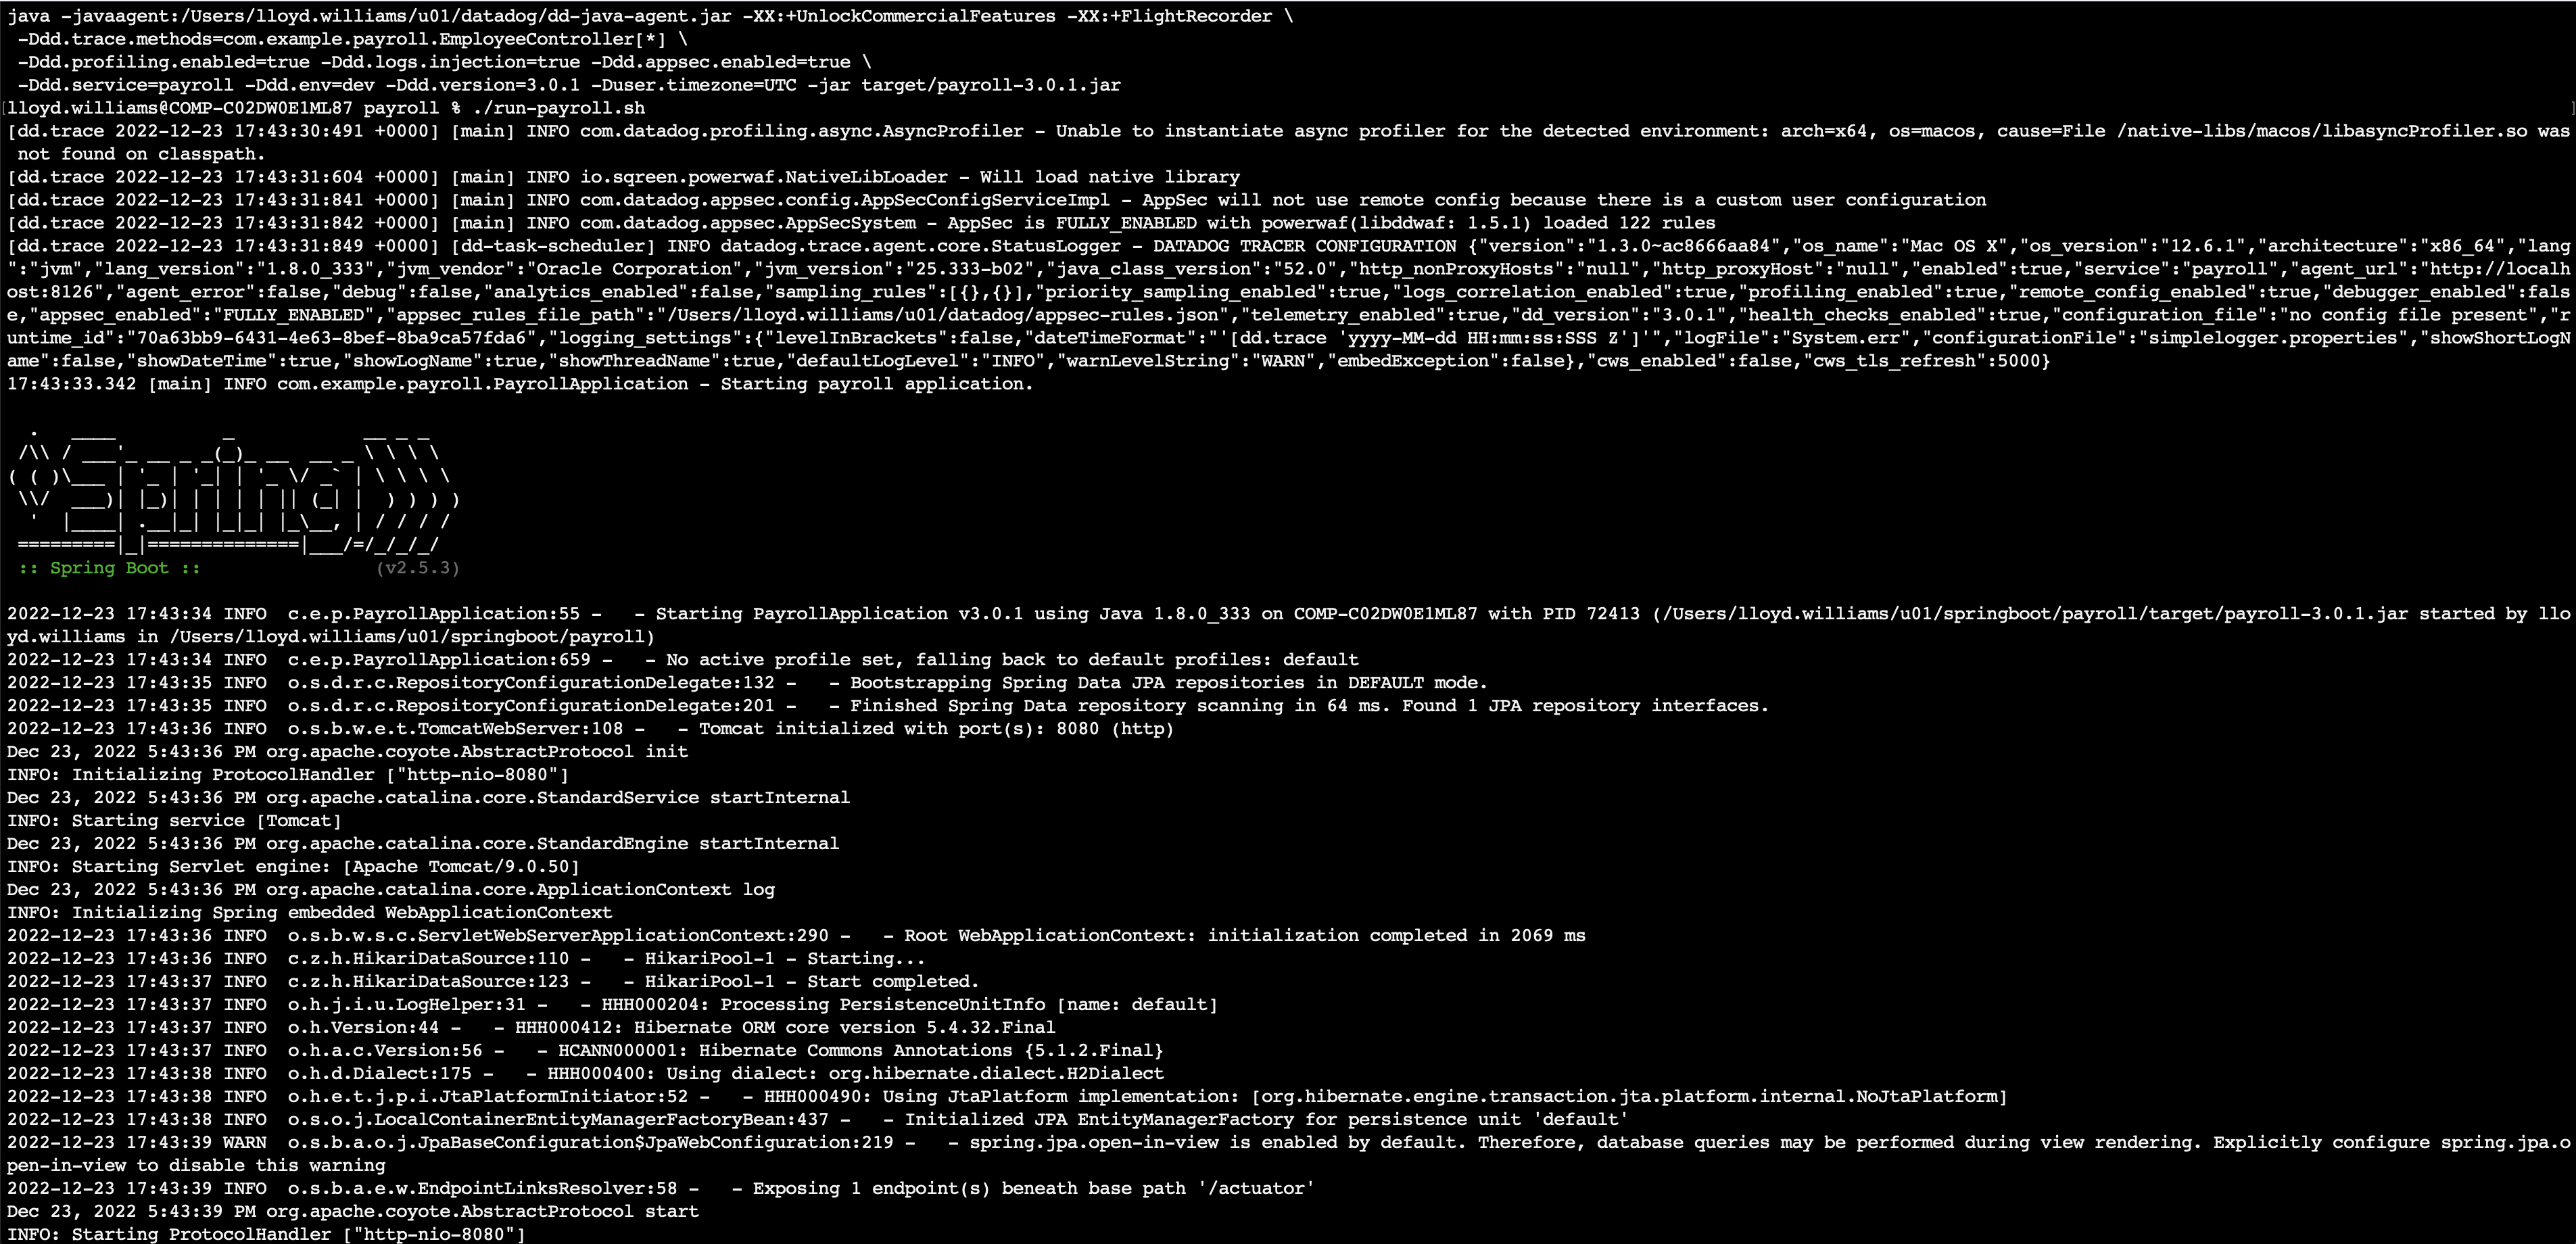 java -javaagent:/Users/lloyd.williams/u01/datadog/dd-java-agent.jar -XX:+UnlockCommercialFeatures -XX:+FlightRecorder \
 -Ddd.trace.methods=com.example.payroll.EmployeeController[*] \
 -Ddd.profiling.enabled=true -Ddd.logs.injection=true -Ddd.appsec.enabled=true \
 -Ddd.service=payroll -Ddd.env=dev -Ddd.version=3.0.1 -Duser.timezone=UTC -jar target/payroll-3.0.1.jar
[lloyd.williams@COMP-C02DW0E1ML87 payroll % ./run-payroll.sh ]
[dd.trace 2022-12-23 17:43:30:491 +0000] [main] INFO com.datadog.profiling.async.AsyncProfiler - Unable to instantiate async profiler for the detected environment: arch=x64, os=macos, cause=File /native-libs/macos/libasyncProfiler.so was
 not found on classpath.
[dd.trace 2022-12-23 17:43:31:604 +0000] [main] INFO io.sqreen.powerwaf.NativeLibLoader - Will load native library
[dd.trace 2022-12-23 17:43:31:841 +0000] [main] INFO com.datadog.appsec.config.AppSecConfigServiceImpl - AppSec will not use remote config because there is a custom user configuration
[dd.trace 2022-12-23 17:43:31:842 +0000] [main] INFO com.datadog.appsec.AppSecSystem - AppSec is FULLY_ENABLED with powerwaf(libddwaf: 1.5.1) loaded 122 rules
[dd.trace 2022-12-23 17:43:31:849 +0000] [dd-task-scheduler] INFO datadog.trace.agent.core.StatusLogger - DATADOG TRACER CONFIGURATION {"version":"1.3.0~ac8666aa84","os_name":"Mac OS X","os_version":"12.6.1","architecture":"x86_64","lang
":"jvm","lang_version":"1.8.0_333","jvm_vendor":"Oracle Corporation","jvm_version":"25.333-b02","java_class_version":"52.0","http_nonProxyHosts":"null","http_proxyHost":"null","enabled":true,"service":"payroll","agent_url":"http://localh
ost:8126","agent_error":false,"debug":false,"analytics_enabled":false,"sampling_rules":[{},{}],"priority_sampling_enabled":true,"logs_correlation_enabled":true,"profiling_enabled":true,"remote_config_enabled":true,"debugger_enabled":fals
e,"appsec_enabled":"FULLY_ENABLED","appsec_rules_file_path":"/Users/lloyd.williams/u01/datadog/appsec-rules.json","telemetry_enabled":true,"dd_version":"3.0.1","health_checks_enabled":true,"configuration_file":"no config file present","r
untime_id":"70a63bb9-6431-4e63-8bef-8ba9ca57fda6","logging_settings":{"levelInBrackets":false,"dateTimeFormat":"'[dd.trace 'yyyy-MM-dd HH:mm:ss:SSS Z']'","logFile":"System.err","configurationFile":"simplelogger.properties","showShortLogN
ame":false,"showDateTime":true,"showLogName":true,"showThreadName":true,"defaultLogLevel":"INFO","warnLevelString":"WARN","embedException":false},"cws_enabled":false,"cws_tls_refresh":5000}
17:43:33.342 [main] INFO com.example.payroll.PayrollApplication - Starting payroll application.
  .   ____          _            __ _ _
 /\\ / ___'_ __ _ _(_)_ __  __ _ \ \ \ \
( ( )\___ | '_ | '_| | '_ \/ _` | \ \ \ \
 \\/  ___)| |_)| | | | | || (_| |  ) ) ) )
  '  |____| .__|_| |_|_| |_\__, | / / / /
 =========|_|==============|___/=/_/_/_/
 :: Spring Boot ::                (v2.5.3)
2022-12-23 17:43:34 INFO  c.e.p.PayrollApplication:55 -   - Starting PayrollApplication v3.0.1 using Java 1.8.0_333 on COMP-C02DW0E1ML87 with PID 72413 (/Users/lloyd.williams/u01/springboot/payroll/target/payroll-3.0.1.jar started by llo
yd.williams in /Users/lloyd.williams/u01/springboot/payroll)
2022-12-23 17:43:34 INFO  c.e.p.PayrollApplication:659 -   - No active profile set, falling back to default profiles: default
2022-12-23 17:43:35 INFO  o.s.d.r.c.RepositoryConfigurationDelegate:132 -   - Bootstrapping Spring Data JPA repositories in DEFAULT mode.
2022-12-23 17:43:35 INFO  o.s.d.r.c.RepositoryConfigurationDelegate:201 -   - Finished Spring Data repository scanning in 64 ms. Found 1 JPA repository interfaces.
2022-12-23 17:43:36 INFO  o.s.b.w.e.t.TomcatWebServer:108 -   - Tomcat initialized with port(s): 8080 (http)
Dec 23, 2022 5:43:36 PM org.apache.coyote.AbstractProtocol init
INFO: Initializing ProtocolHandler ["http-nio-8080"]
Dec 23, 2022 5:43:36 PM org.apache.catalina.core.StandardService startInternal
INFO: Starting service [Tomcat]
Dec 23, 2022 5:43:36 PM org.apache.catalina.core.StandardEngine startInternal
INFO: Starting Servlet engine: [Apache Tomcat/9.0.50]
Dec 23, 2022 5:43:36 PM org.apache.catalina.core.ApplicationContext log
INFO: Initializing Spring embedded WebApplicationContext
2022-12-23 17:43:36 INFO  o.s.b.w.s.c.ServletWebServerApplicationContext:290 -   - Root WebApplicationContext: initialization completed in 2069 ms
2022-12-23 17:43:36 INFO  c.z.h.HikariDataSource:110 -   - HikariPool-1 - Starting...
2022-12-23 17:43:37 INFO  c.z.h.HikariDataSource:123 -   - HikariPool-1 - Start completed.
2022-12-23 17:43:37 INFO  o.h.j.i.u.LogHelper:31 -   - HHH000204: Processing PersistenceUnitInfo [name: default]
2022-12-23 17:43:37 INFO  o.h.Version:44 -   - HHH000412: Hibernate ORM core version 5.4.32.Final
2022-12-23 17:43:37 INFO  o.h.a.c.Version:56 -   - HCANN000001: Hibernate Commons Annotations {5.1.2.Final}
2022-12-23 17:43:38 INFO  o.h.d.Dialect:175 -   - HHH000400: Using dialect: org.hibernate.dialect.H2Dialect
2022-12-23 17:43:38 INFO  o.h.e.t.j.p.i.JtaPlatformInitiator:52 -   - HHH000490: Using JtaPlatform implementation: [org.hibernate.engine.transaction.jta.platform.internal.NoJtaPlatform]
2022-12-23 17:43:38 INFO  o.s.o.j.LocalContainerEntityManagerFactoryBean:437 -   - Initialized JPA EntityManagerFactory for persistence unit 'default'
2022-12-23 17:43:39 WARN  o.s.b.a.o.j.JpaBaseConfiguration$JpaWebConfiguration:219 -   - spring.jpa.open-in-view is enabled by default. Therefore, database queries may be performed during view rendering. Explicitly configure spring.jpa.o
pen-in-view to disable this warning
2022-12-23 17:43:39 INFO  o.s.b.a.e.w.EndpointLinksResolver:58 -   - Exposing 1 endpoint(s) beneath base path '/actuator'
Dec 23, 2022 5:43:39 PM org.apache.coyote.AbstractProtocol start
INFO: Starting ProtocolHandler ["http-nio-8080"]